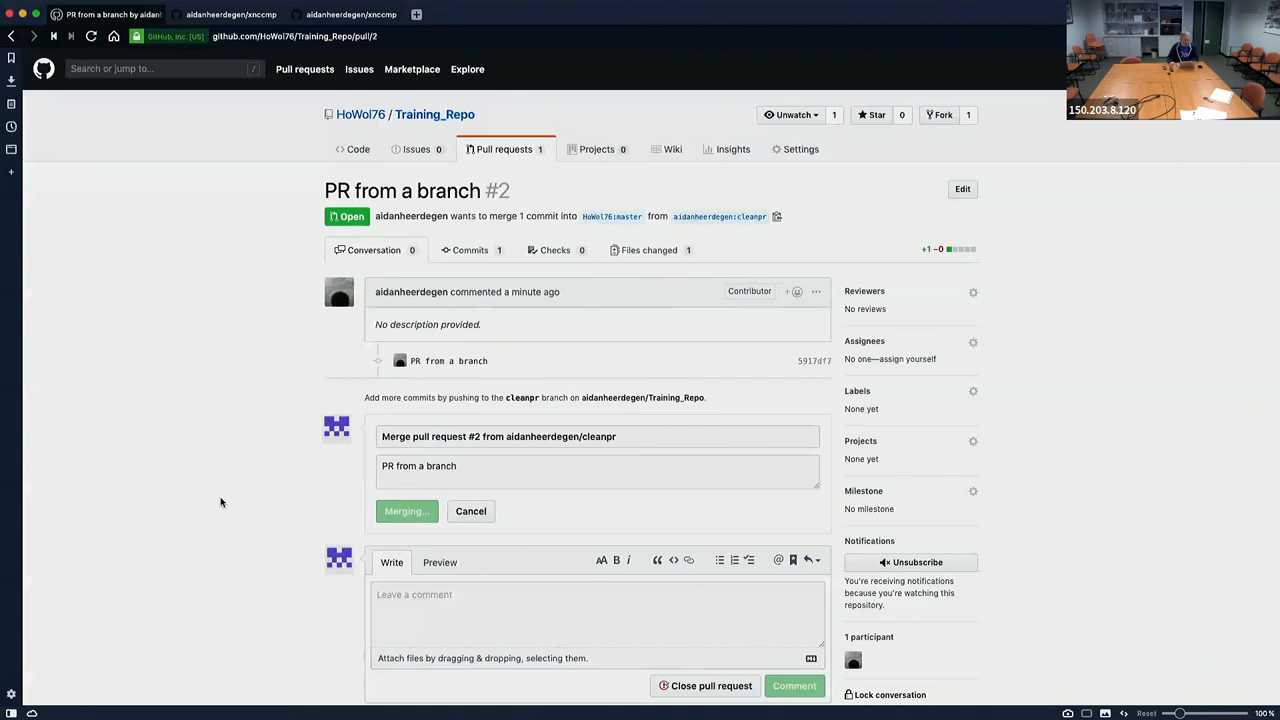 PR from a branch by aidanh
aidanheerdegen/xnccmp
aidanheerdegen/xnccmp
GitHub, Inc. [US]
github.com/HoWol76/Training_Repo/pull/2
150.203.8.120
Search or jump to...
/
Pull requests
Issues
Marketplace
Explore
HoWol76 / Training_Repo
Unwatch
1
Star
0
Fork
1
Code
Issues 0
Pull requests 1
Projects 0
Wiki
Insights
Settings
PR from a branch #2
Edit
Open
aidanheerdegen wants to merge 1 commit into HoWol76:master from aidanheerdegen:cleanpr
Conversation 0
Commits 1
Checks 0
Files changed 1
+1 −0
aidanheerdegen commented a minute ago
Contributor
No description provided.
PR from a branch
5917df7
Add more commits by pushing to the cleanpr branch on aidanheerdegen/Training_Repo.
Merge pull request #2 from aidanheerdegen/cleanpr
PR from a branch
Merging...
Cancel
Write
Preview
AA B i
Leave a comment
Attach files by dragging & dropping, selecting them.
Close pull request
Comment
Reviewers
No reviews
Assignees
No one—assign yourself
Labels
None yet
Projects
None yet
Milestone
No milestone
Notifications
Unsubscribe
You're receiving notifications
because you're watching this
repository.
1 participant
Lock conversation
Reset
100 %